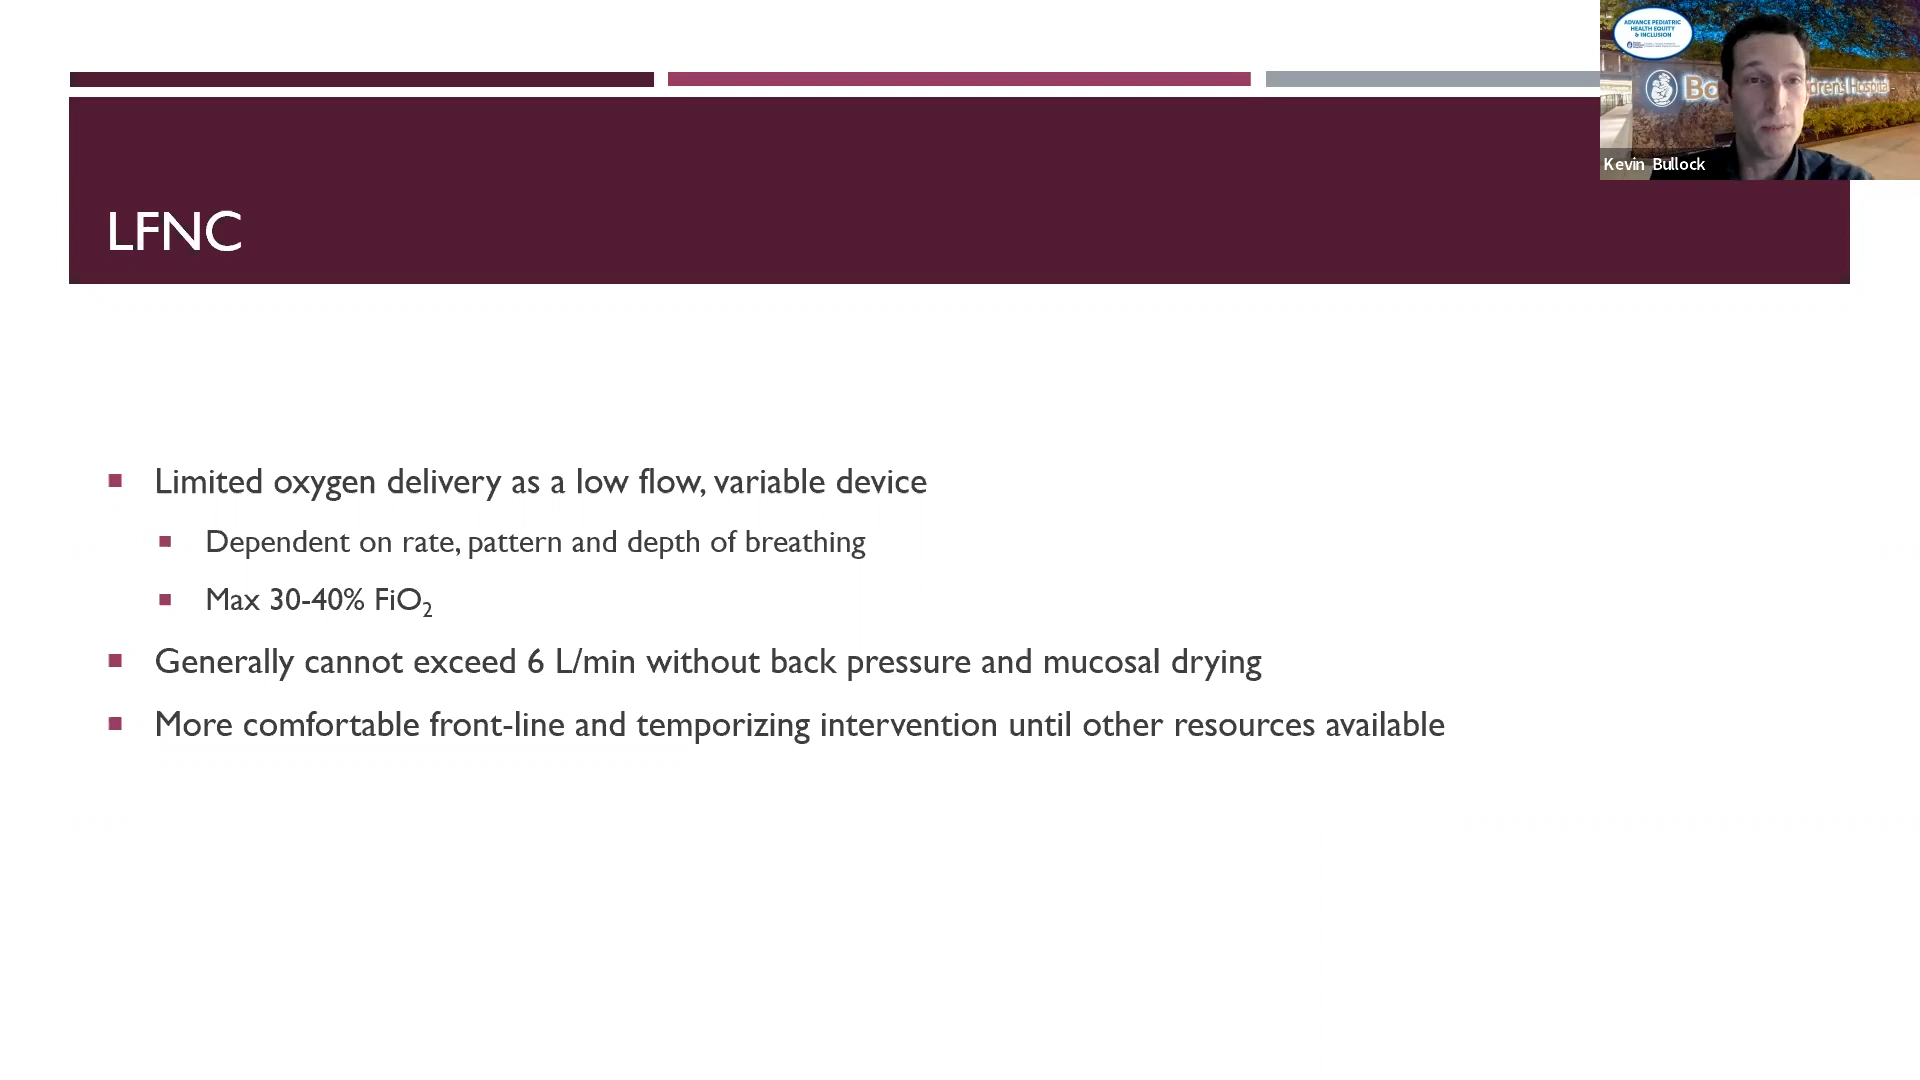 ADVANCE PEDIATRIC
HEALTH EQUITY
& INCLUSION
Kevin Bullock
LFNC
Limited oxygen delivery as a low flow, variable device
Dependent on rate, pattern and depth of breathing
Max 30-40% FiO₂
Generally cannot exceed 6 L/min without back pressure and mucosal drying
More comfortable front-line and temporizing intervention until other resources available